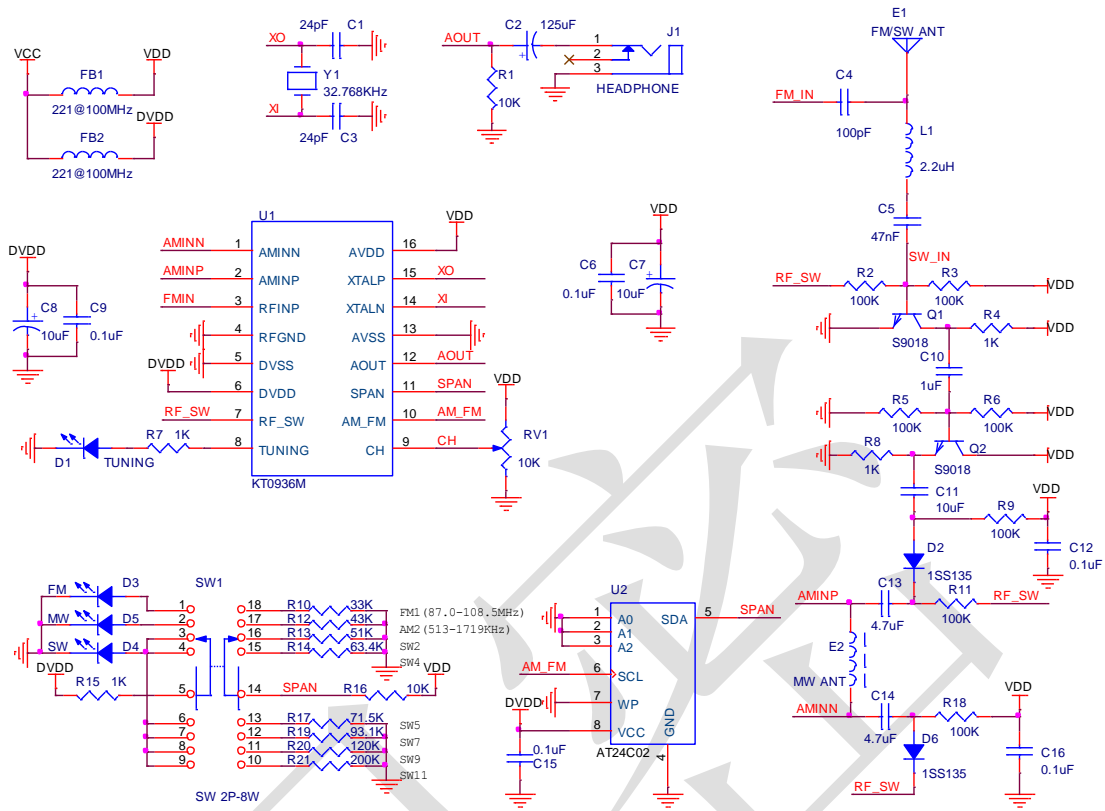 VCC
VDD
FB1
221@100MHz
DVDD
FB2
221@100MHz
XO
24pF
C1
Y1
32.768KHz
XI
24pF
C3
AOUT
C2
125uF
R1
10K
1
2
3
J1
HEADPHONE
E1
FM/SW ANT
FM_IN
C4
100pF
L1
2.2uH
C5
47nF
SW_IN
RF_SW
R2
100K
R3
100K
VDD
Q1
S9018
R4
1K
VDD
C10
1uF
R5
100K
R6
100K
VDD
R8
1K
Q2
S9018
VDD
C11
10uF
R9
100K
VDD
C12
0.1uF
D2
1SS135
AMINP
C13
4.7uF
R11
100K
RF_SW
E2
MW ANT
AMINN
C14
4.7uF
R18
100K
VDD
C16
0.1uF
D6
1SS135
RF_SW
DVDD
C8
10uF
C9
0.1uF
U1
AMINN 1 AMINN
AMINP 2 AMINP
FMIN 3 RFINP
4 RFGND
5 DVSS
DVDD
6 DVDD
RF_SW 7 RF_SW
8 TUNING
AVDD 16
VDD
XTALP 15 XO
XTALN 14 XI
AVSS 13
AOUT 12 AOUT
SPAN 11 SPAN
AM_FM 10 AM_FM
CH 9 CH
KT0936M
R7 1K
D1
TUNING
VDD
RV1
10K
C6
0.1uF
C7
10uF
VDD
SW1
FM
D3
MW
D5
SW
D4
DVDD
R15 1K
1
2
3
4
5
6
7
8
9
18 R10 33K
17 R12 43K
16 R13 51K
15 R14 63.4K
14 SPAN R16 10K
VDD
13 R17 71.5K
12 R19 93.1K
11 R20 120K
10 R21 200K
FM1(87.0-108.5MHz)
AM2(513-1719KHz)
SW2
SW4
SW5
SW7
SW9
SW11
SW 2P-8W
U2
1 A0
2 A1
3 A2
SDA 5 SPAN
AM_FM 6 SCL
7 WP
DVDD
8 VCC
GND
4
AT24C02
0.1uF
C15
密